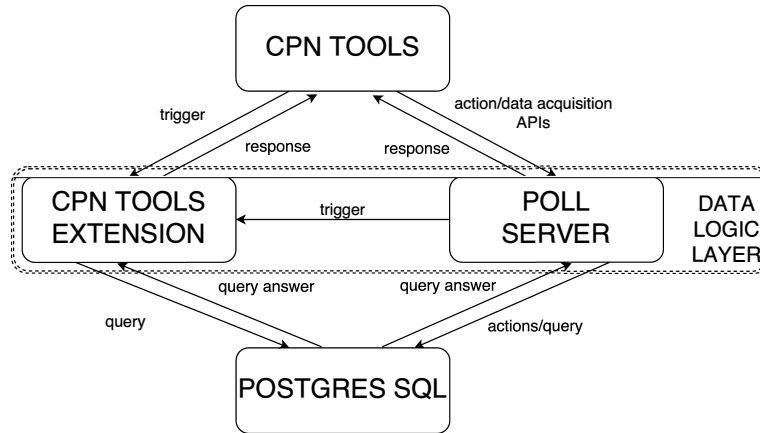 CPN TOOLS
trigger
action/data acquisition
APIs
response
response
CPN TOOLS
EXTENSION
trigger
POLL
SERVER
DATA
LOGIC
LAYER
query answer
query answer
query
actions/query
POSTGRES SQL